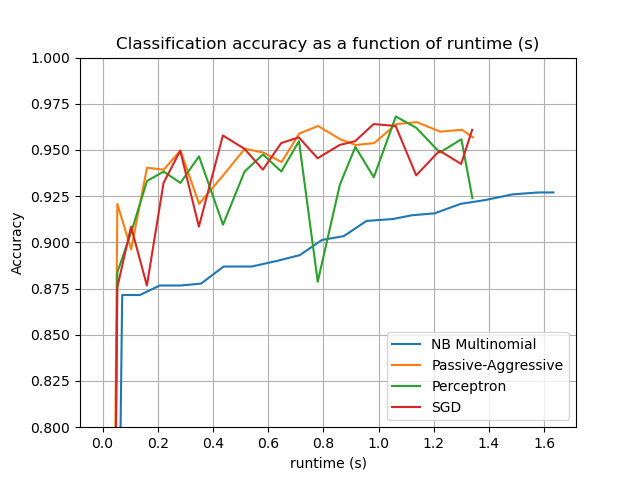 Classification accuracy as a function of runtime (s)
1.000
0.975
0.950
0.925
0.900
0.875
0.850
0.825
0.800
Accuracy
NB Multinomial
Passive-Aggressive
Perceptron
SGD
0.0 0.2 0.4 0.6 0.8 1.0 1.2 1.4 1.6
runtime (s)